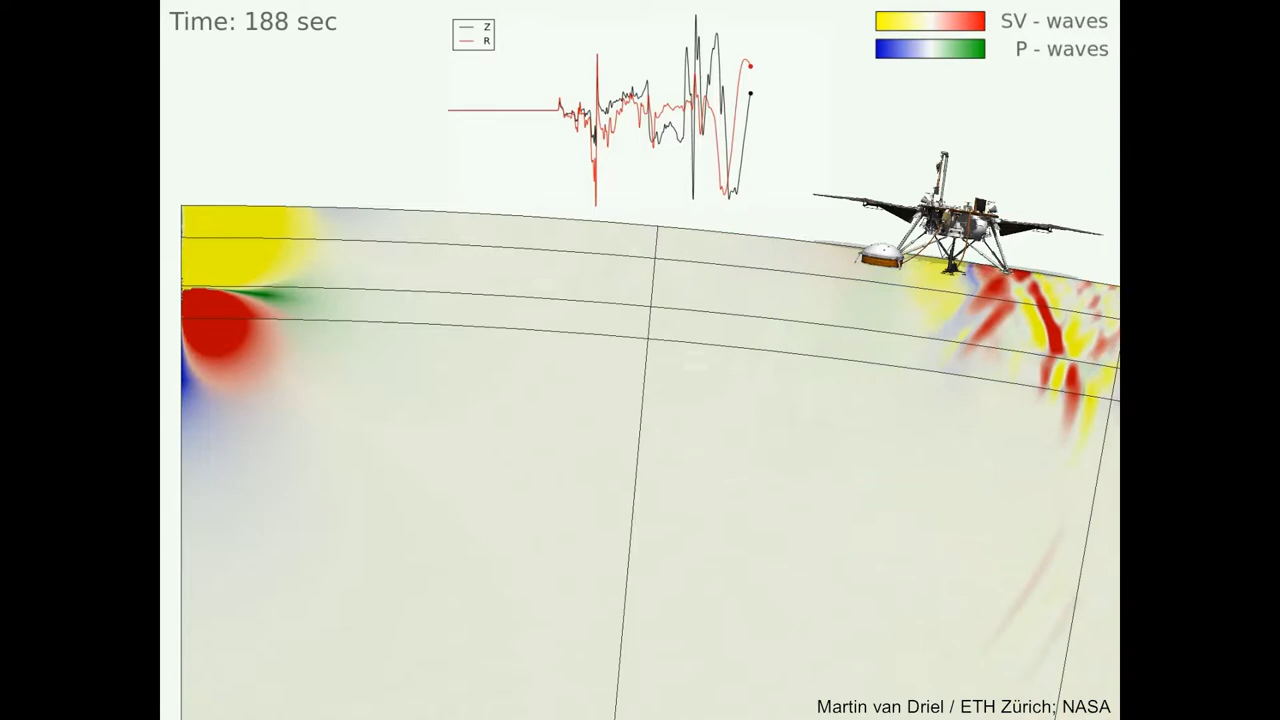 Time: 188 sec
Z
R
SV - waves
P - waves
Martin van Driel / ETH Zürich; NASA